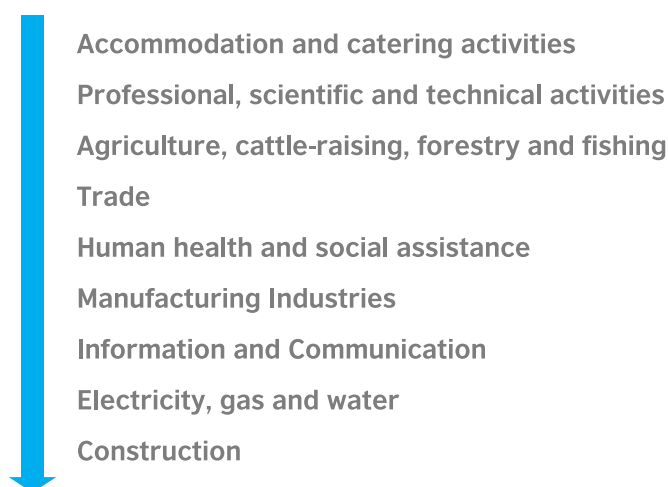 Accommodation and catering activities
Professional, scientific and technical activities
Agriculture, cattle-raising, forestry and fishing
Trade
Human health and social assistance
Manufacturing Industries
Information and Communication
Electricity, gas and water
Construction